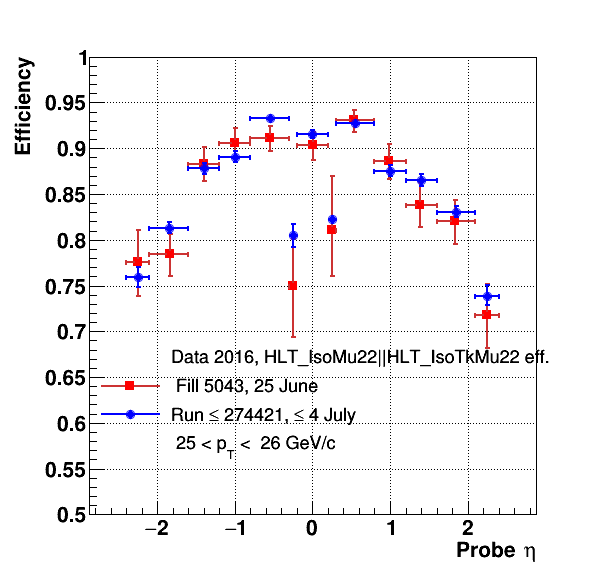 Efficiency
1
0.95
0.9
0.85
0.8
0.75
0.7
0.65
0.6
0.55
0.5
Data 2016, HLT_IsoMu22||HLT_IsoTkMu22 eff.
Fill 5043, 25 June
Run ≤ 274421, ≤ 4 July
25 < pT < 26 GeV/c
−2 −1 0 1 2
Probe η